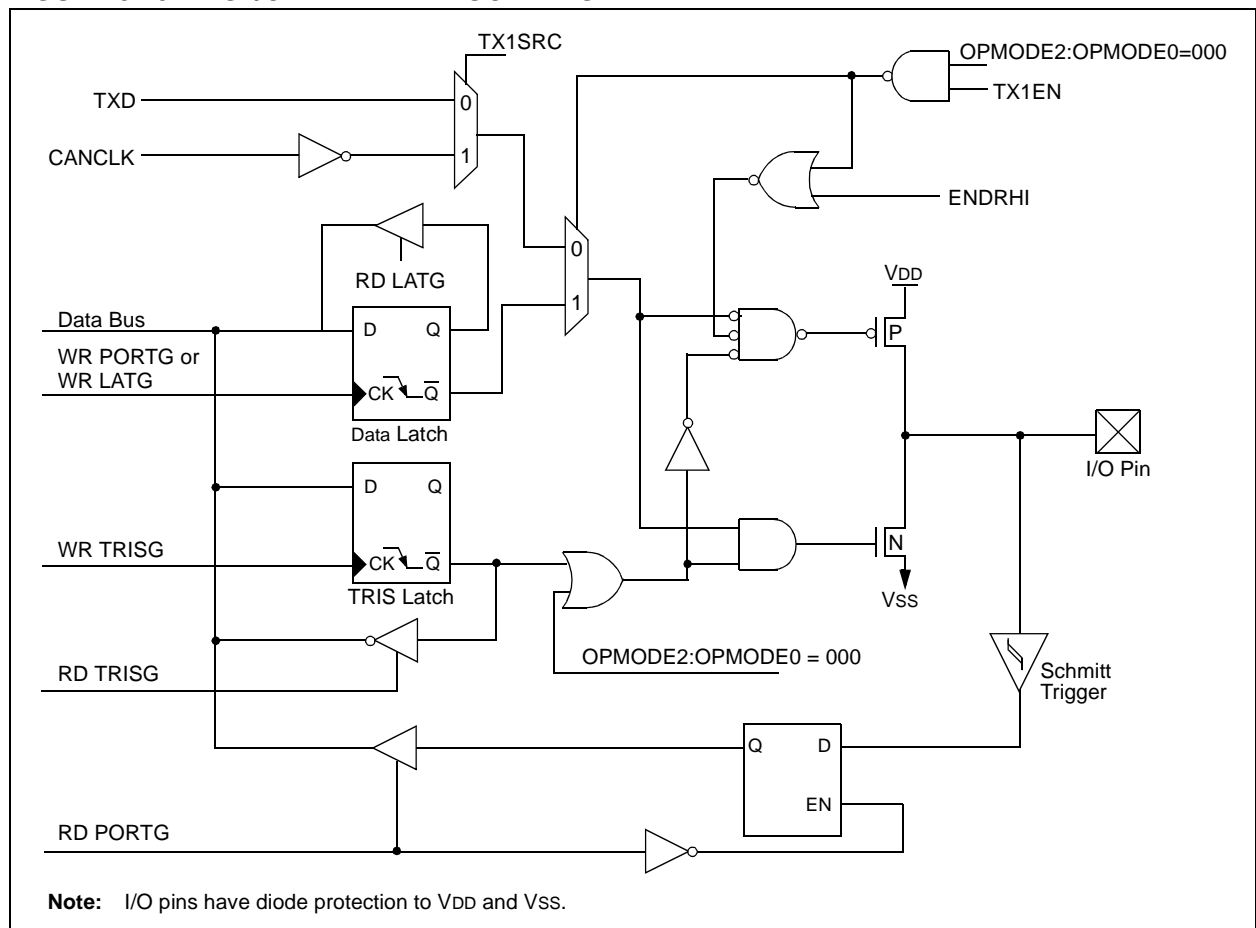 TX1SRC
OPMODE2:OPMODE0=000
TXD
0
TX1EN
CANCLK
1
ENDRHI
0
RD LATG
VDD
1
Data Bus
D Q
P
WR PORTG or
WR LATG
CK Q
Data Latch
I/O Pin
D Q
WR TRISG
CK Q
N
TRIS Latch
VSS
OPMODE2:OPMODE0 = 000
RD TRISG
Schmitt
Trigger
Q D
EN
RD PORTG
Note: I/O pins have diode protection to VDD and VSS.